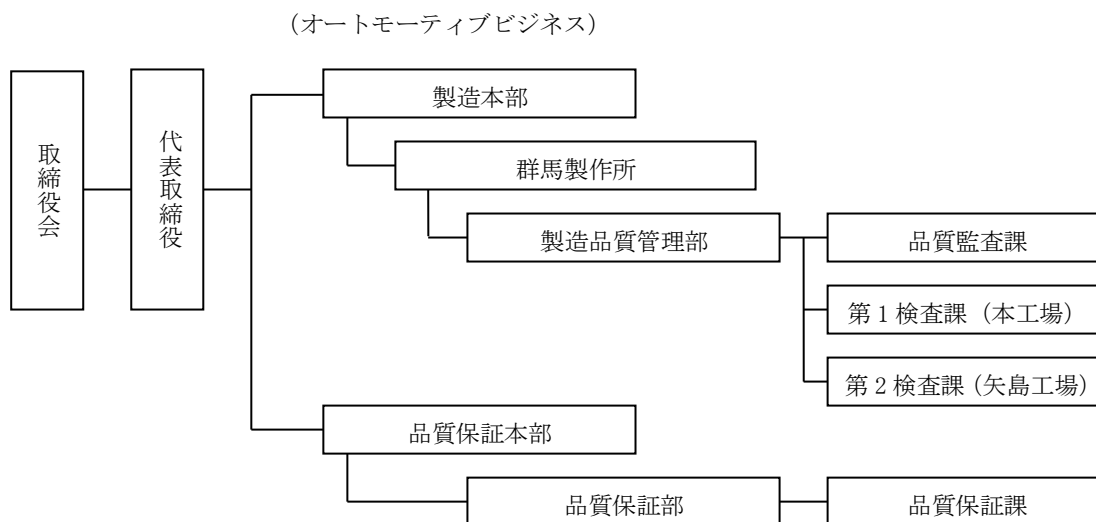 （オートモーティブビジネス）
取締役会
代表取締役
製造本部
群馬製作所
製造品質管理部
品質監査課
第 1 検査課（本工場）
第 2 検査課（矢島工場）
品質保証本部
品質保証部
品質保証課